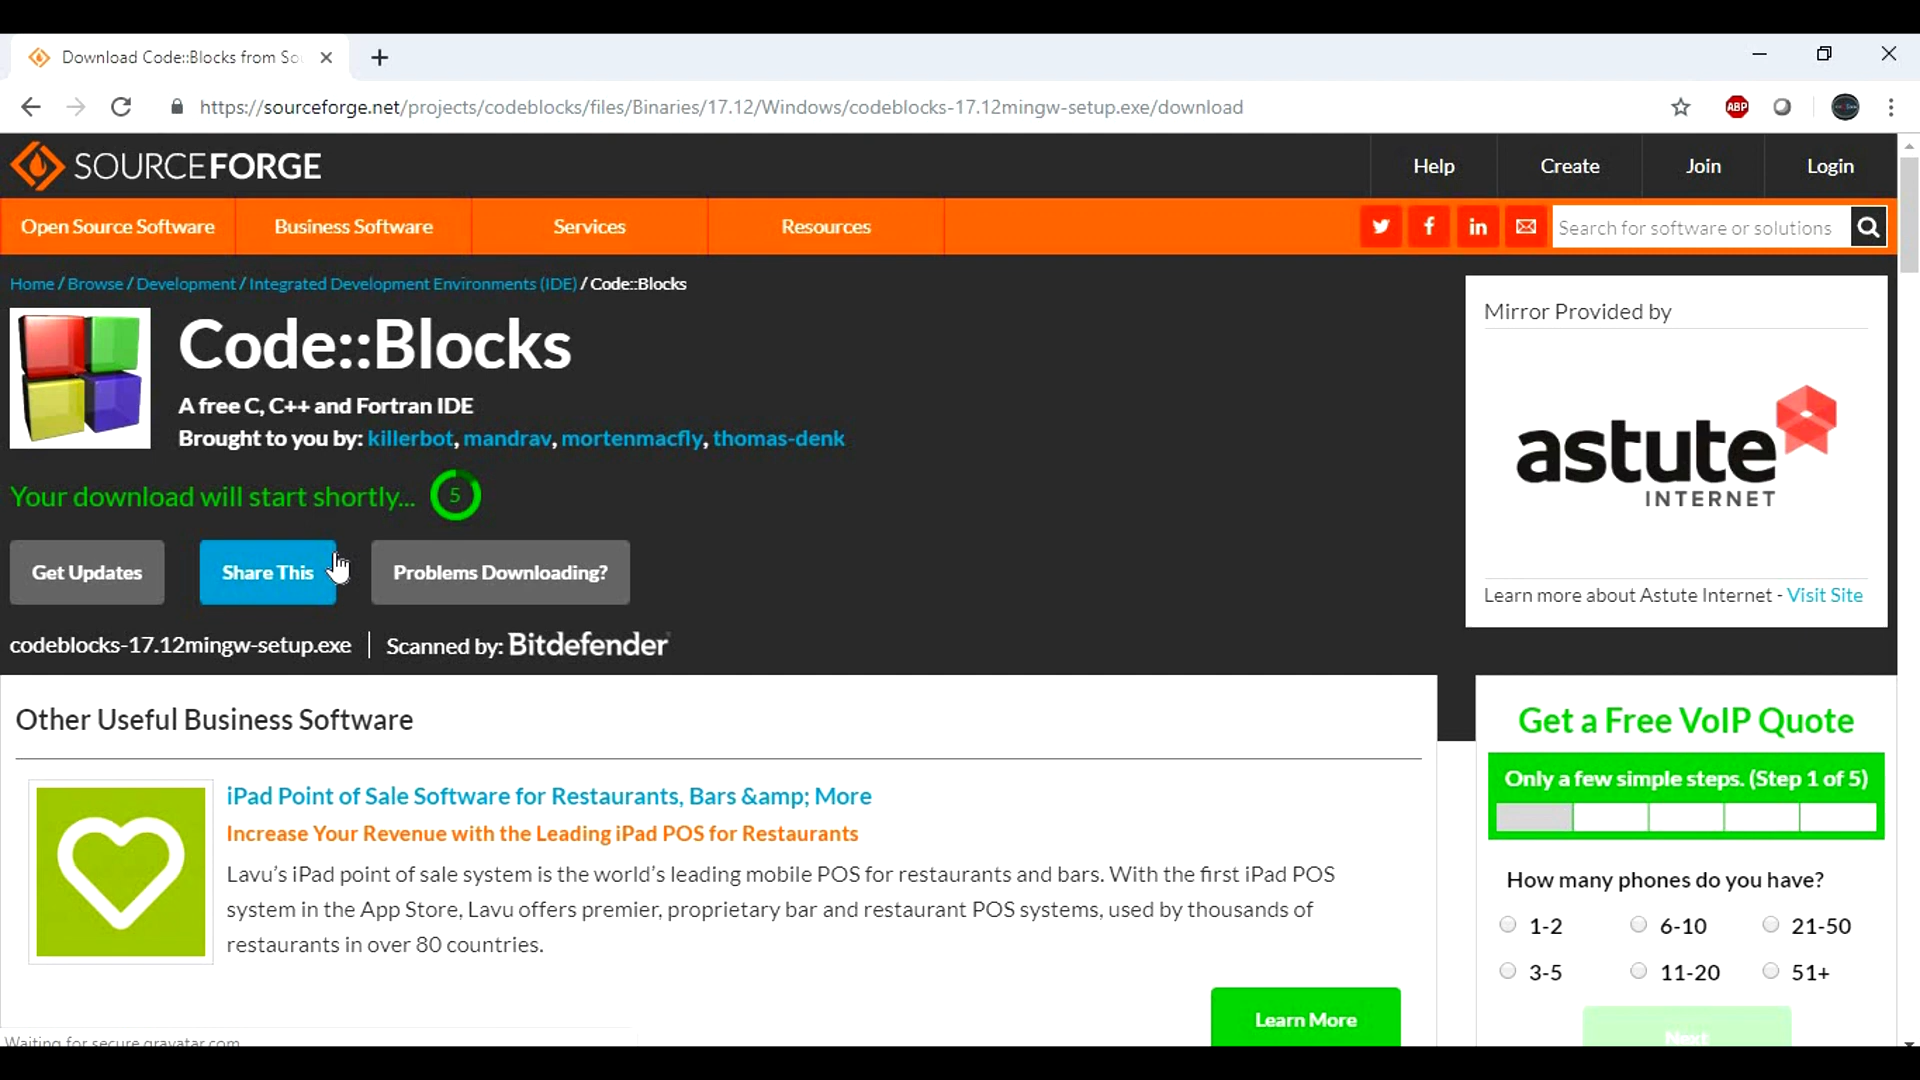 Download Code::Blocks from Sou
https://sourceforge.net/projects/codeblocks/files/Binaries/17.12/Windows/codeblocks-17.12mingw-setup.exe/download
ABP
SOURCEFORGE
Help
Create
Join
Login
Open Source Software
Business Software
Services
Resources
Search for software or solutions
Home / Browse / Development / Integrated Development Environments (IDE) / Code::Blocks
Code::Blocks
A free C, C++ and Fortran IDE
Brought to you by: killerbot, mandrav, mortenmacfly, thomas-denk
Your download will start shortly... 5
Get Updates
Share This
Problems Downloading?
codeblocks-17.12mingw-setup.exe | Scanned by: Bitdefender
Mirror Provided by
astute
INTERNET
Learn more about Astute Internet - Visit Site
Other Useful Business Software
iPad Point of Sale Software for Restaurants, Bars &amp; More
Increase Your Revenue with the Leading iPad POS for Restaurants
Lavu's iPad point of sale system is the world's leading mobile POS for restaurants and bars. With the first iPad POS
system in the App Store, Lavu offers premier, proprietary bar and restaurant POS systems, used by thousands of
restaurants in over 80 countries.
Learn More
Get a Free VoIP Quote
Only a few simple steps. (Step 1 of 5)
How many phones do you have?
1-2
6-10
21-50
3-5
11-20
51+
Next
Waiting for secure.gravatar.com